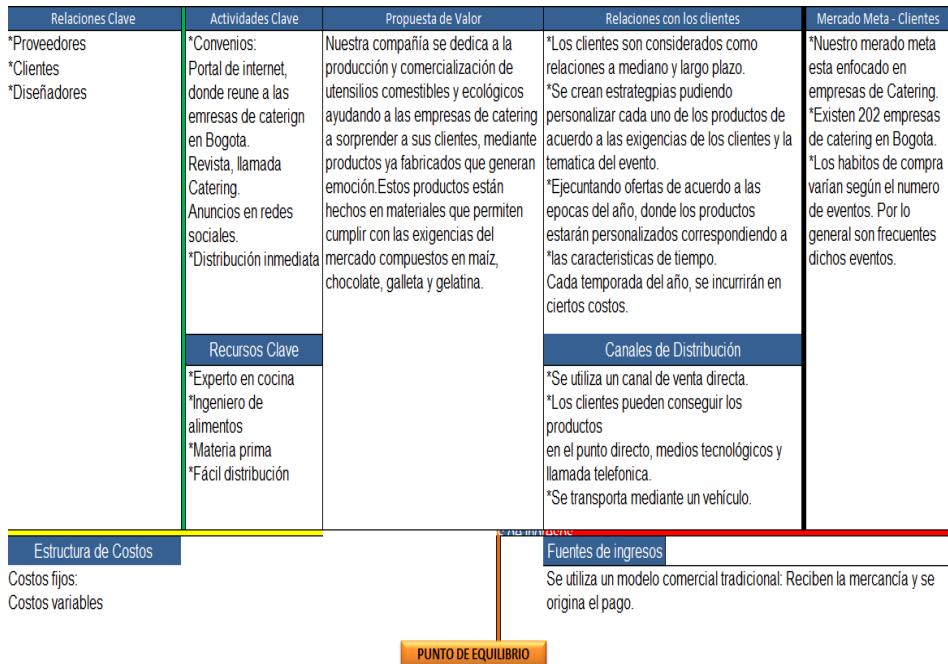 Relaciones Clave
*Proveedores
*Clientes
*Diseñadores
Actividades Clave
*Convenios:
Portal de internet,
donde reune a las
emresas de caterign
en Bogota.
Revista, llamada
Catering.
Anuncios en redes
sociales.
*Distribución inmediata
Recursos Clave
*Experto en cocina
*Ingeniero de
alimentos
*Materia prima
*Fácil distribución
Propuesta de Valor
Nuestra compañía se dedica a la
producción y comercialización de
utensilios comestibles y ecológicos
ayudando a las empresas de catering
a sorprender a sus clientes, mediante
productos ya fabricados que generan
emoción.Estos productos están
hechos en materiales que permiten
cumplir con las exigencias del
mercado compuestos en maíz,
chocolate, galleta y gelatina.
Relaciones con los clientes
*Los clientes son considerados como
relaciones a mediano y largo plazo.
*Se crean estrategpias pudiendo
personalizar cada uno de los productos de
acuerdo a las exigencias de los clientes y la
tematica del evento.
*Ejecuntando ofertas de acuerdo a las
epocas del año, donde los productos
estarán personalizados correspondiendo a
*las caracteristicas de tiempo.
Cada temporada del año, se incurrirán en
ciertos costos.
Canales de Distribución
*Se utiliza un canal de venta directa.
*Los clientes pueden conseguir los
productos
en el punto directo, medios tecnológicos y
llamada telefonica.
*Se transporta mediante un vehículo.
Mercado Meta - Clientes
*Nuestro merado meta
esta enfocado en
empresas de Catering.
*Existen 202 empresas
de catering en Bogota.
*Los habitos de compra
varían según el numero
de eventos. Por lo
general son frecuentes
dichos eventos.
Estructura de Costos
Costos fijos:
Costos variables
de ingresos
Fuentes de ingresos
Se utiliza un modelo comercial tradicional: Reciben la mercancía y se
origina el pago.
PUNTO DE EQUILIBRIO